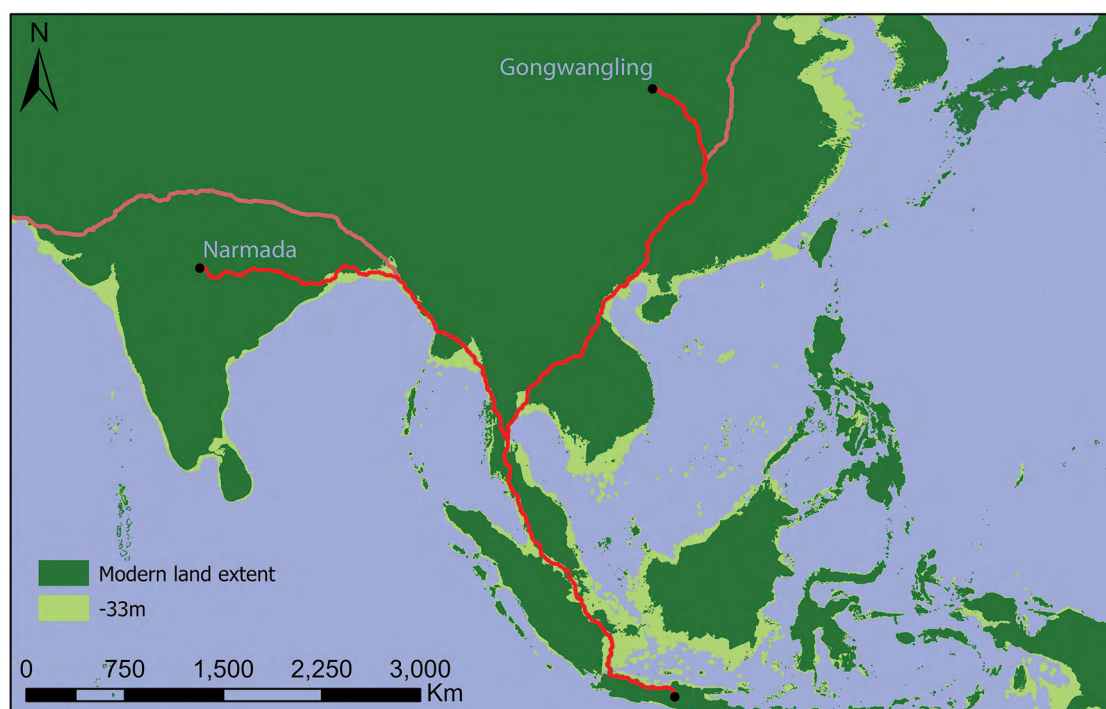 N
Gongwangling
Narmada
Modern land extent
-33m
0 750 1,500 2,250 3,000
Km